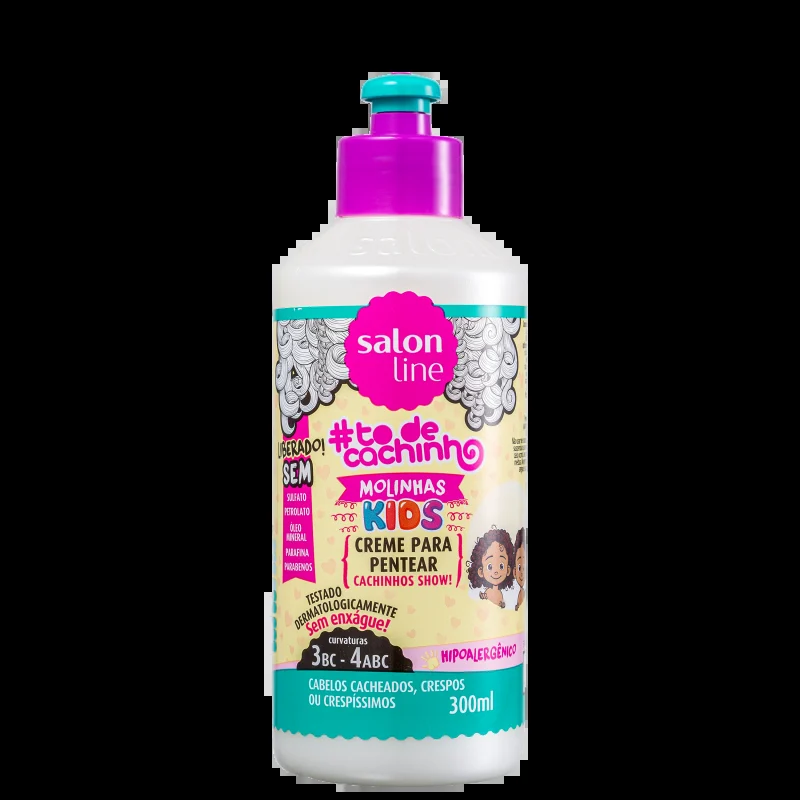 salon
line
#to de
cachinho
MOLINHAS
KIDS
CREME PARA
PENTEAR
CACHINHOS SHOW!
LIBERADO!
SEM
SULFATO
PETROLATO
ÓLEO
MINERAL
PARAFINA
PARABENOS
TESTADO
DERMATOLOGICAMENTE
Sem enxágue!
curvaturas
3BC - 4ABC
HIPOALERGÊNICO
CABELOS CACHEADOS, CRESPOS
OU CRESPÍSSIMOS
300ml